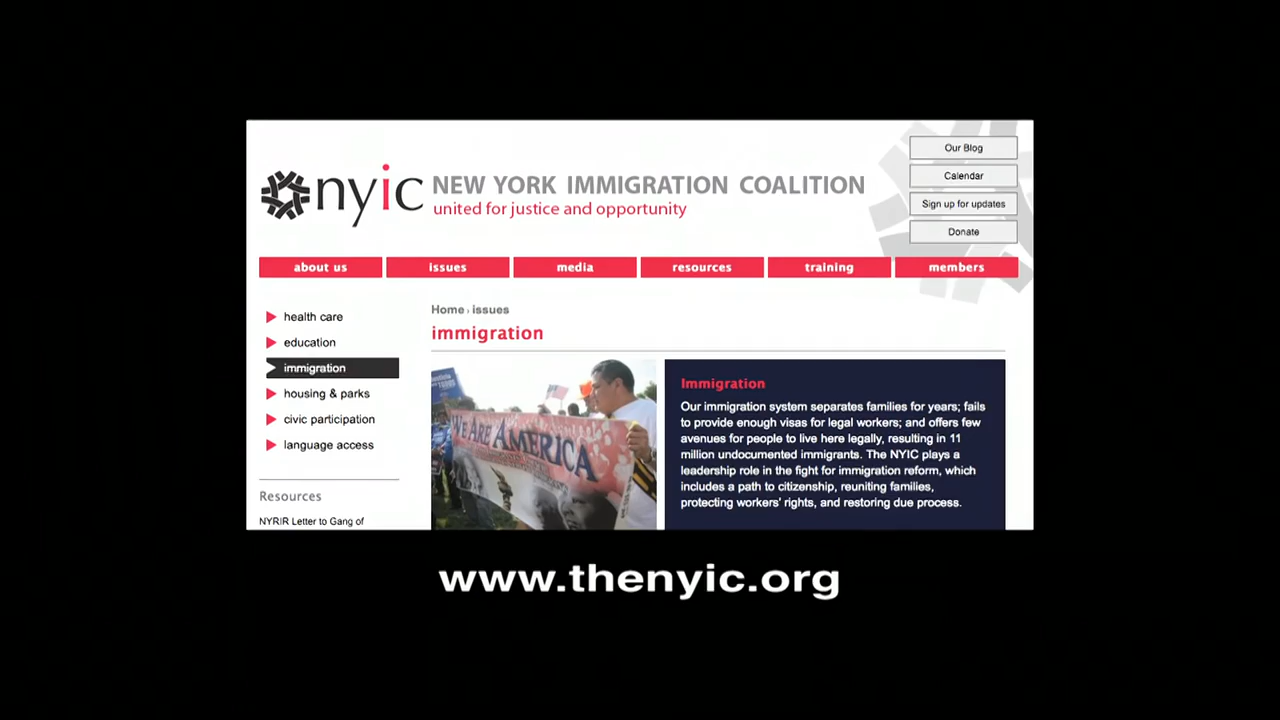 nyic
NEW YORK IMMIGRATION COALITION
united for justice and opportunity
Our Blog
Calendar
Sign up for updates
Donate
about us
issues
media
resources
training
members
health care
education
immigration
housing & parks
civic participation
language access
Resources
NYRIR Letter to Gang of
Home › issues
immigration
WE ARE AMERICA
Immigration
Our immigration system separates families for years; fails
to provide enough visas for legal workers; and offers few
avenues for people to live here legally, resulting in 11
million undocumented immigrants. The NYIC plays a
leadership role in the fight for immigration reform, which
includes a path to citizenship, reuniting families,
protecting workers' rights, and restoring due process.
www.thenyic.org